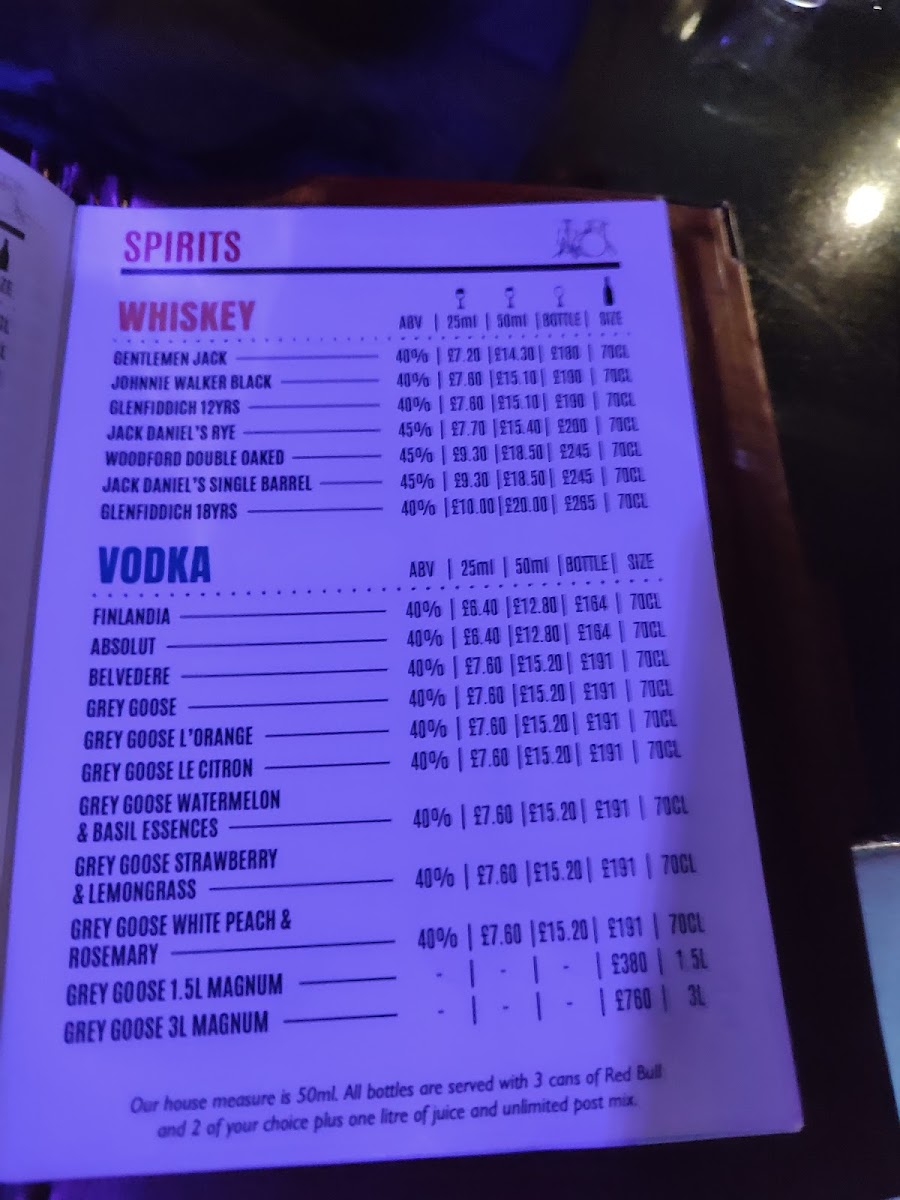 SPIRITS
WHISKEY ABV | 25ml | 50ml | BOTTLE | SIZE
GENTLEMEN JACK 40% | £7.20 | £14.30 | £180 | 70CL
JOHNNIE WALKER BLACK 40% | £7.60 | £15.10 | £190 | 70CL
GLENFIDDICH 12YRS 40% | £7.60 | £15.10 | £190 | 70CL
JACK DANIEL'S RYE 45% | £7.70 | £15.40 | £200 | 70CL
WOODFORD DOUBLE OAKED 45% | £9.30 | £18.50 | £245 | 70CL
JACK DANIEL'S SINGLE BARREL 45% | £9.30 | £18.50 | £245 | 70CL
GLENFIDDICH 18YRS 40% | £10.00 | £20.00 | £265 | 70CL
VODKA ABV | 25ml | 50ml | BOTTLE | SIZE
FINLANDIA 40% | £6.40 | £12.80 | £164 | 70CL
ABSOLUT 40% | £6.40 | £12.80 | £164 | 70CL
BELVEDERE 40% | £7.60 | £15.20 | £191 | 70CL
GREY GOOSE 40% | £7.60 | £15.20 | £191 | 70CL
GREY GOOSE L'ORANGE 40% | £7.60 | £15.20 | £191 | 70CL
GREY GOOSE LE CITRON 40% | £7.60 | £15.20 | £191 | 70CL
GREY GOOSE WATERMELON
& BASIL ESSENCES 40% | £7.60 | £15.20 | £191 | 70CL
GREY GOOSE STRAWBERRY
& LEMONGRASS 40% | £7.60 | £15.20 | £191 | 70CL
GREY GOOSE WHITE PEACH &
ROSEMARY 40% | £7.60 | £15.20 | £191 | 70CL
GREY GOOSE 1.5L MAGNUM - | - | - | £380 | 1.5L
GREY GOOSE 3L MAGNUM - | - | - | £760 | 3L
Our house measure is 50ml. All bottles are served with 3 cans of Red Bull
and 2 of your choice plus one litre of juice and unlimited post mix.